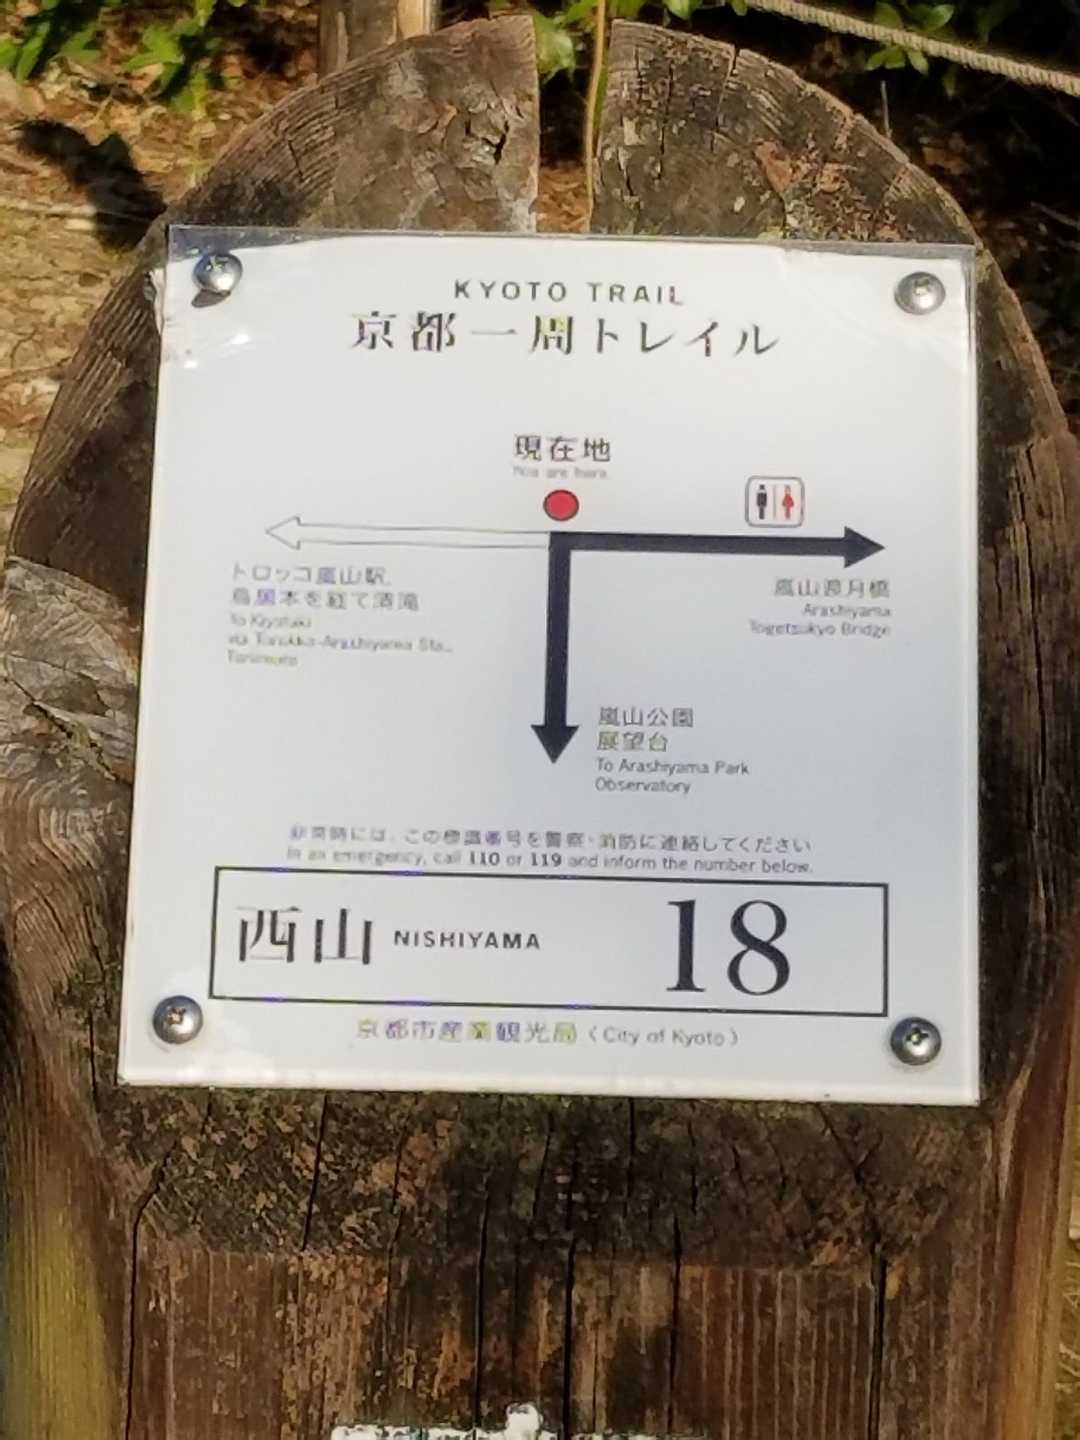 KYOTO TRAIL
京都一周トレイル
現在地
You are here
トロッコ嵐山駅、
鳥居本を経て清滝
To Kiyotaki
via Torokko-Arashiyama Sta.,
Toriimoto
嵐山渡月橋
Arashiyama
Togetsukyo Bridge
嵐山公園
展望台
To Arashiyama Park
Observatory
非常時には、この標識番号を警察・消防に連絡してください
In an emergency, call 110 or 119 and inform the number below.
西山 NISHIYAMA 18
京都市産業観光局（City of Kyoto）